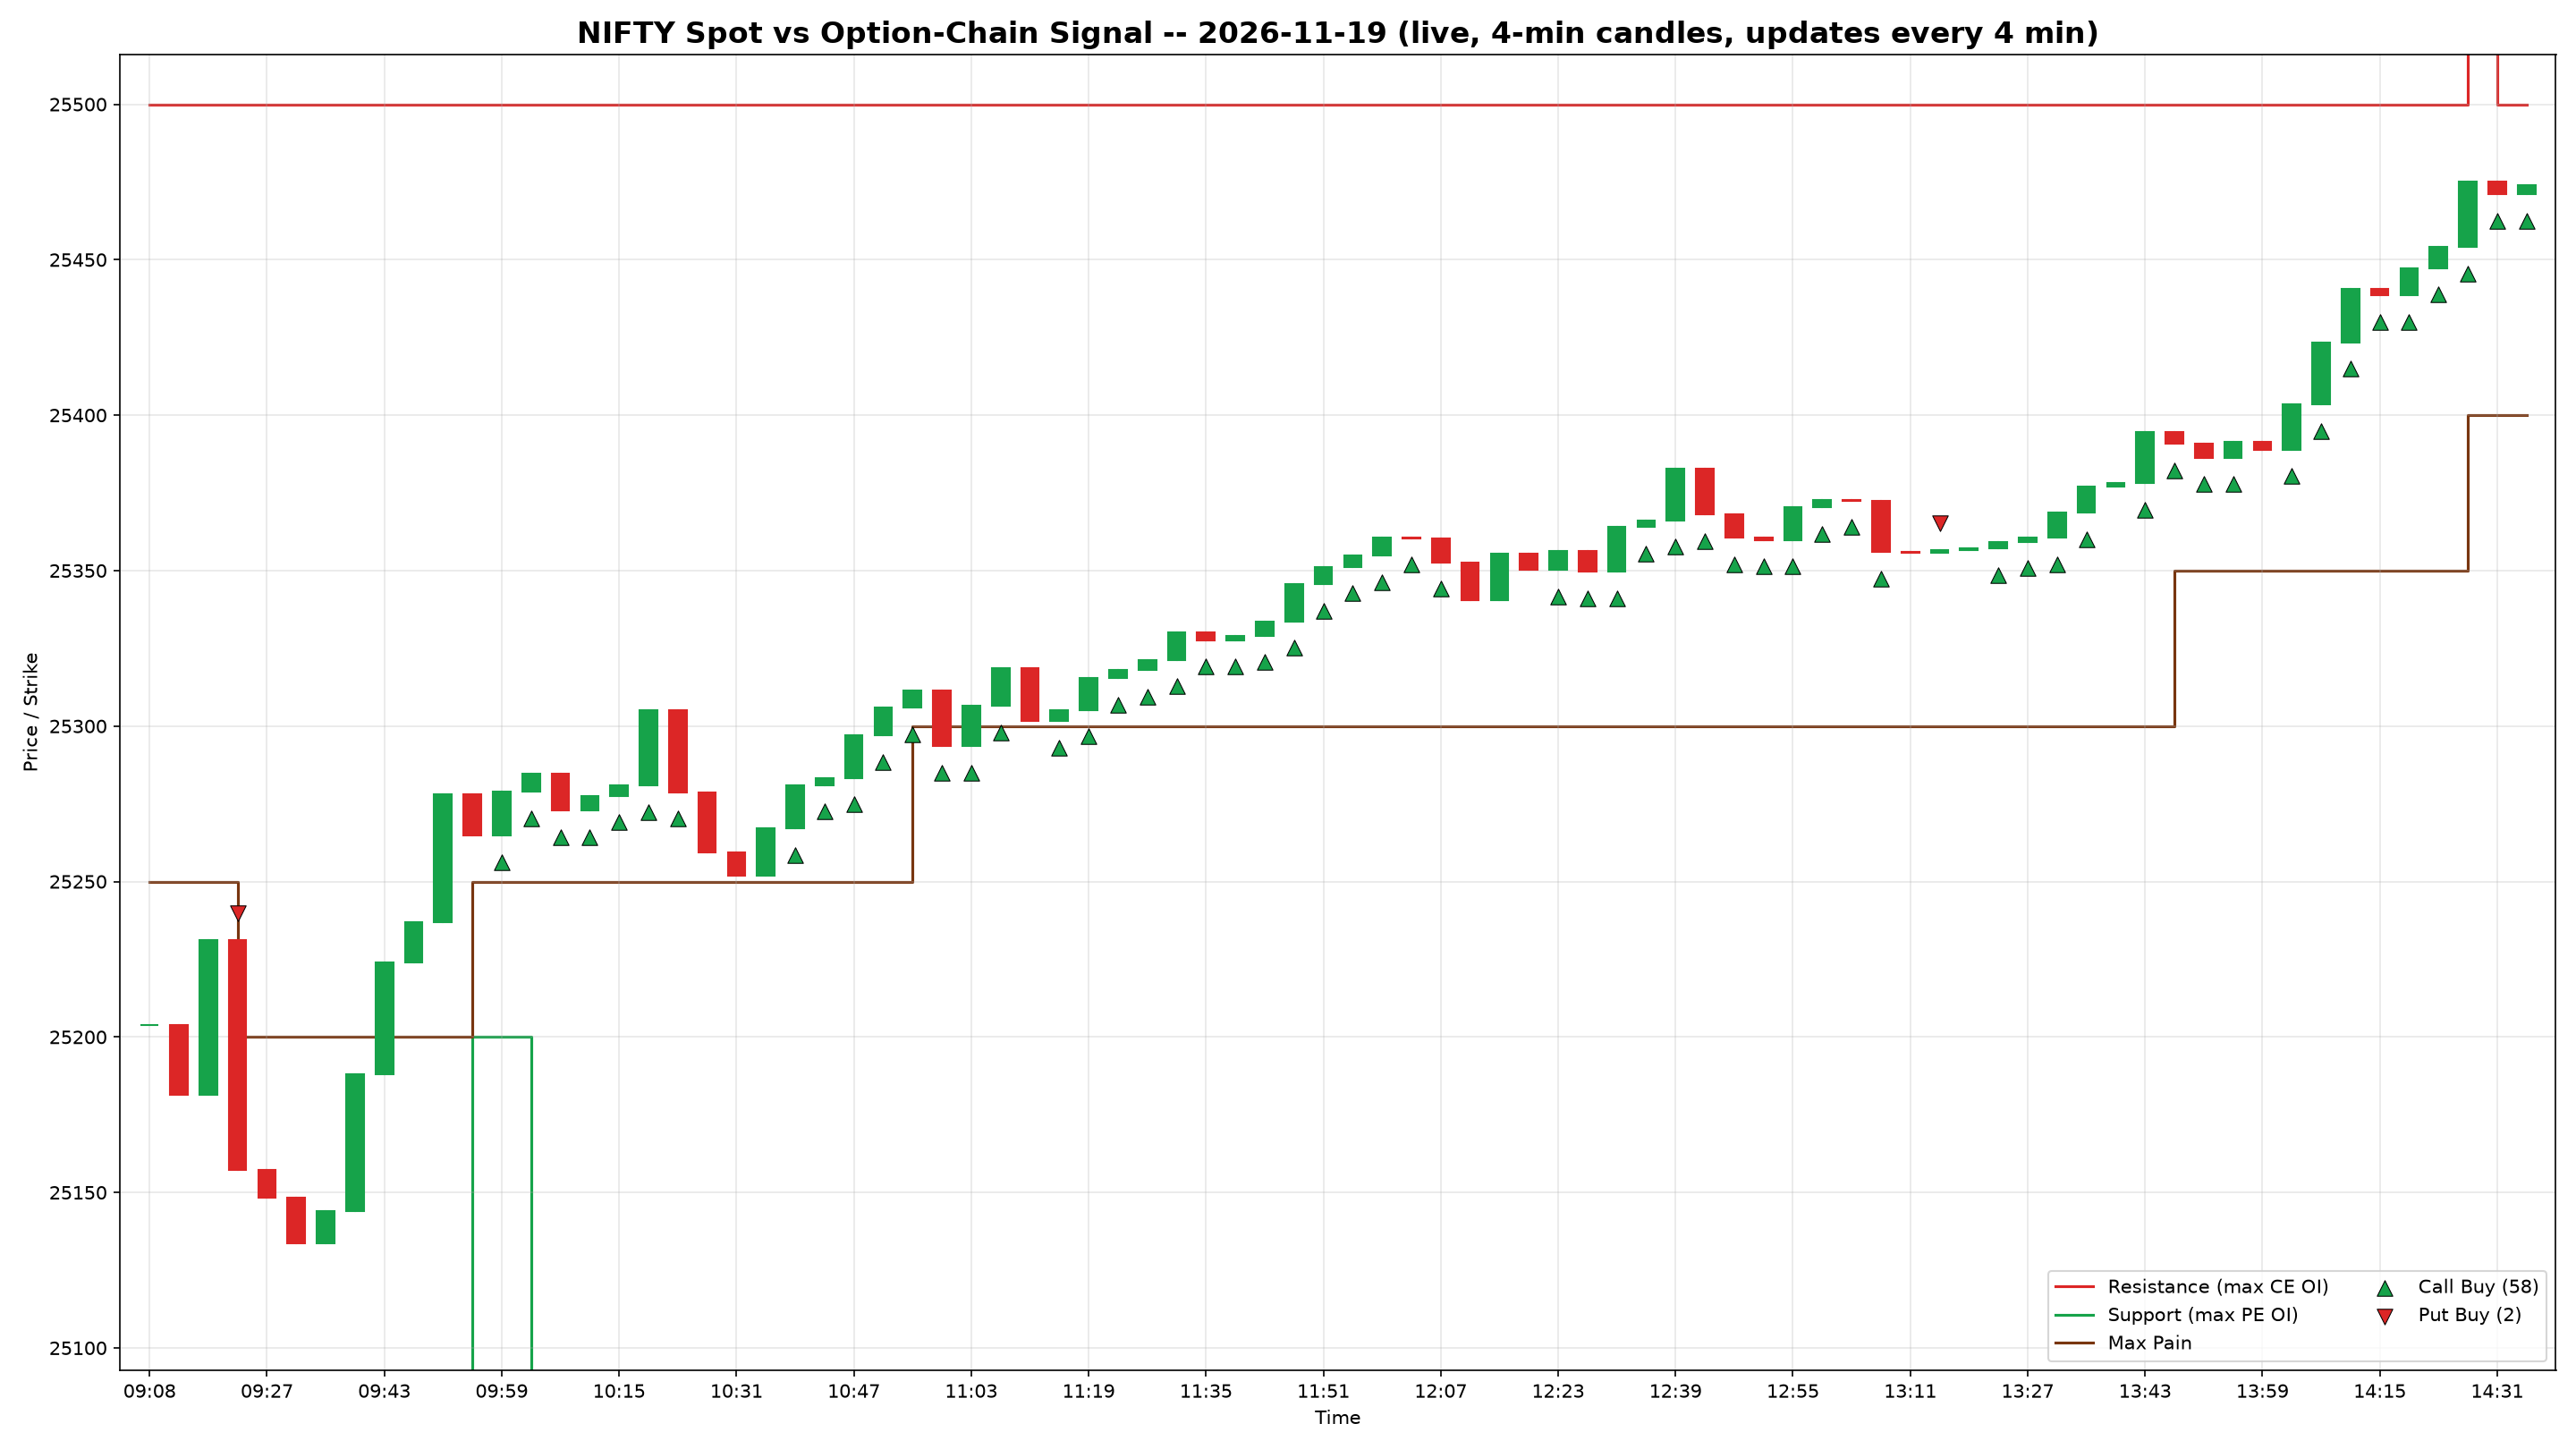 NIFTY Spot vs Option-Chain Signal -- 2026-11-19 (live, 4-min candles, updates every 4 min)
Price / Strike
25500
25450
25400
25350
25300
25250
25200
25150
25100
Resistance (max CE OI)
Support (max PE OI)
Max Pain
Call Buy (58)
Put Buy (2)
09:08 09:27 09:43 09:59 10:15 10:31 10:47 11:03 11:19 11:35 11:51 12:07 12:23 12:39 12:55 13:11 13:27 13:43 13:59 14:15 14:31
Time